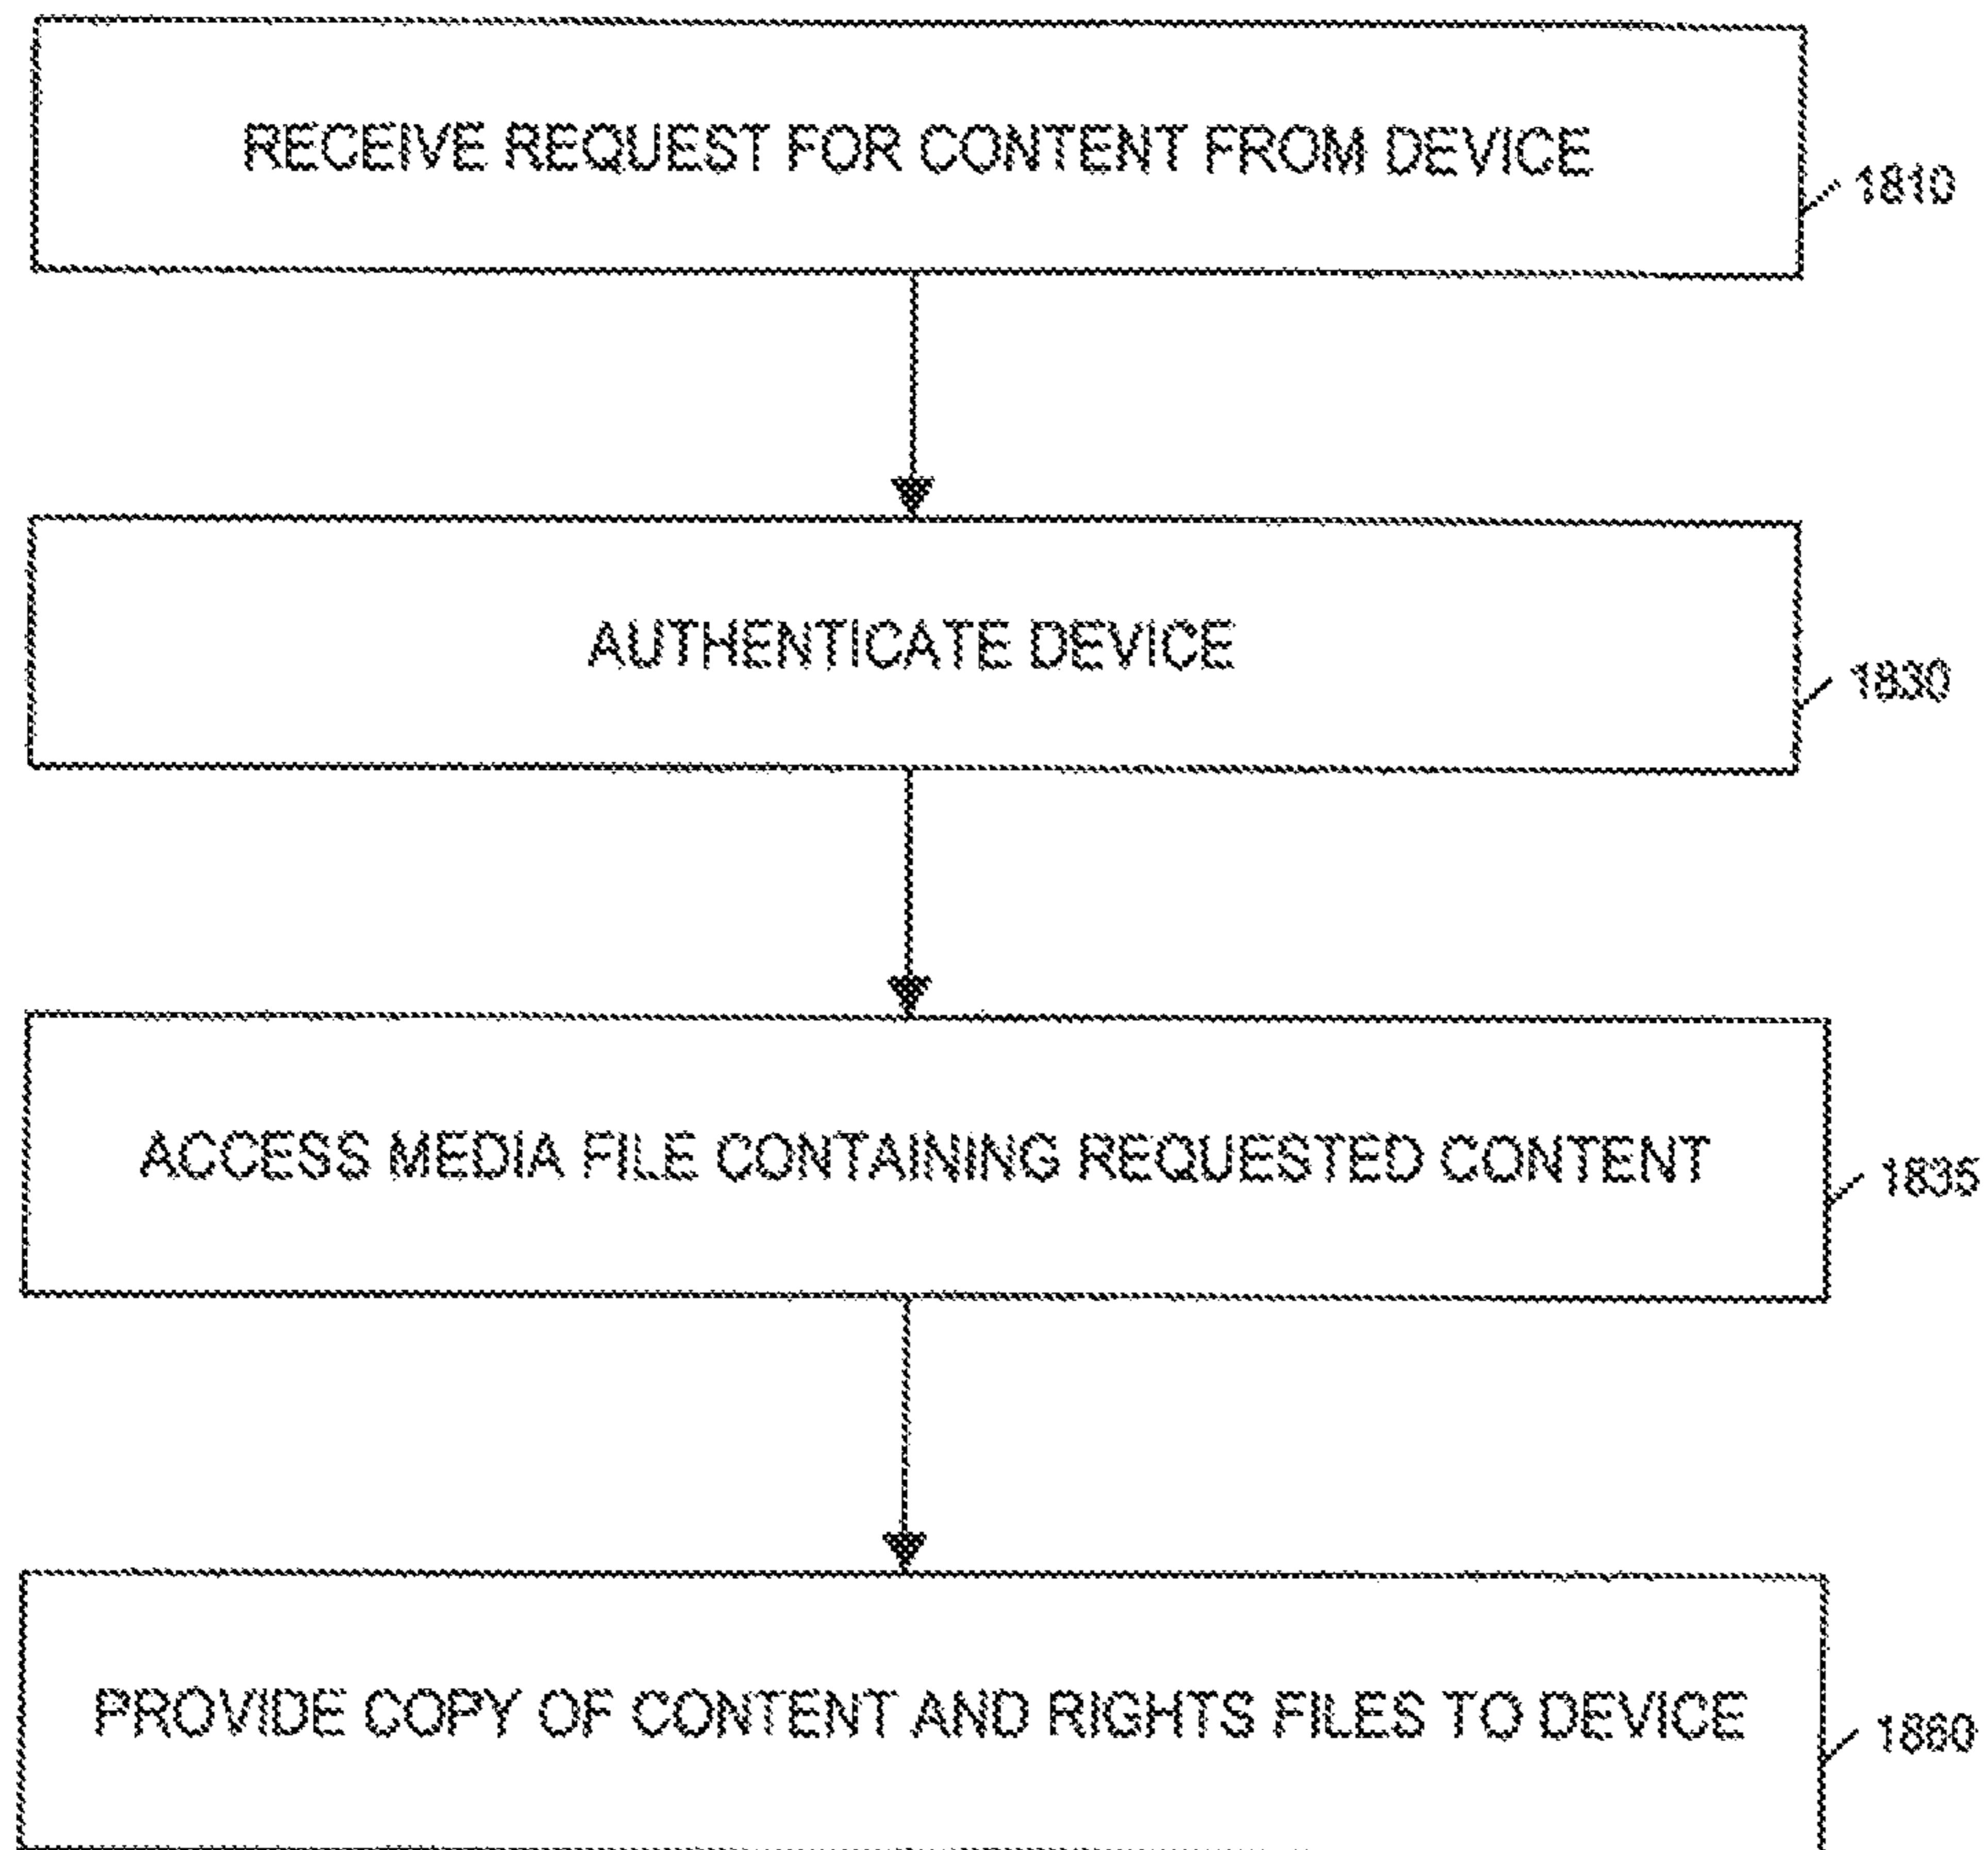 RECEIVE REQUEST FOR CONTENT FROM DEVICE
1810
AUTHENTICATE DEVICE
1830
ACCESS MEDIA FILE CONTAINING REQUESTED CONTENT
1835
PROVIDE COPY OF CONTENT AND RIGHTS FILES TO DEVICE